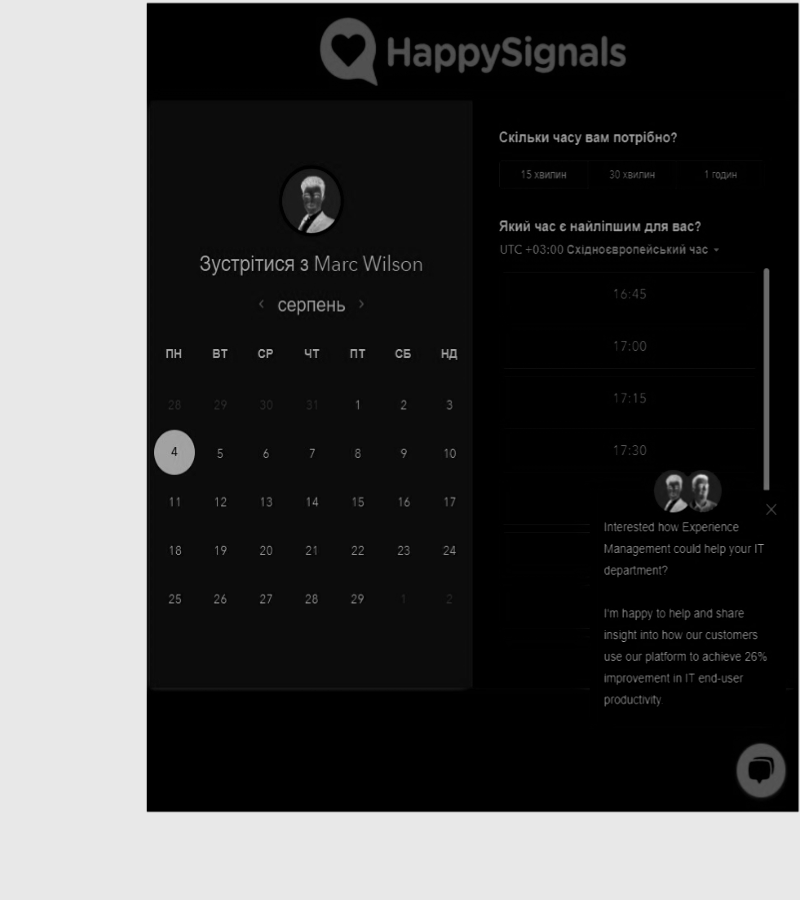 HappySignals
Зустрітися з Marc Wilson
серпень
ПН ВТ СР ЧТ ПТ СБ НД
28 29 30 31 1 2 3
4 5 6 7 8 9 10
11 12 13 14 15 16 17
18 19 20 21 22 23 24
25 26 27 28 29 1 2
Скільки часу вам потрібно?
15 хвилин 30 хвилин 1 годин
Який час є найліпшим для вас?
UTC +03:00 Східноєвропейський час
16:45
17:00
17:15
17:30
Interested how Experience
Management could help your IT
department?
I'm happy to help and share
insight into how our customers
use our platform to achieve 26%
improvement in IT end-user
productivity.